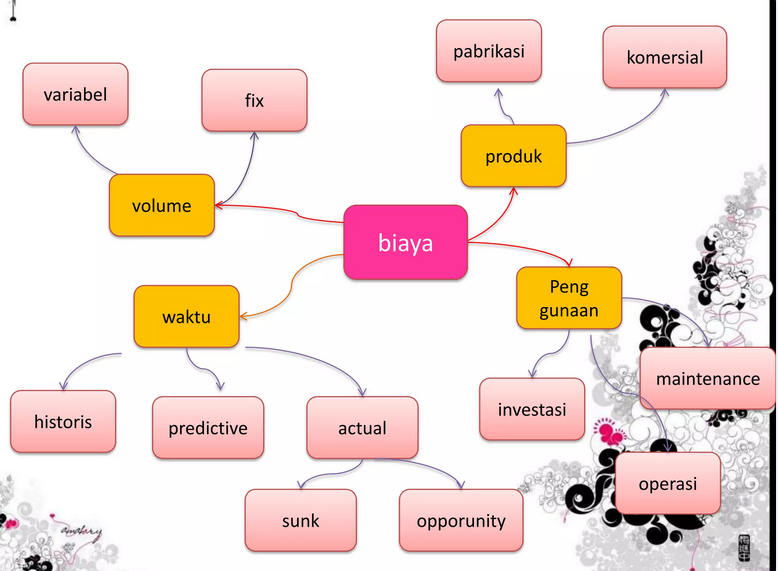 pabrikasi
komersial
variabel
fix
produk
volume
biaya
Peng
gunaan
waktu
maintenance
historis
predictive
actual
investasi
operasi
sunk
opporunity